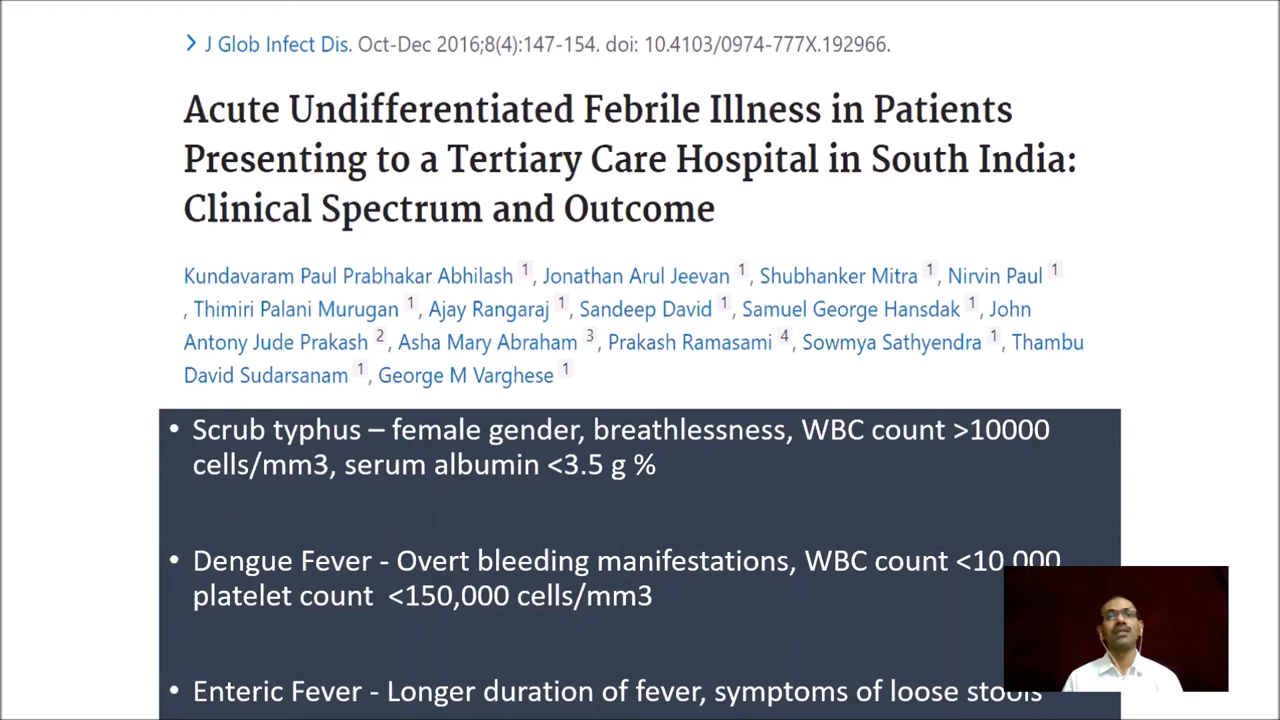 > J Glob Infect Dis. Oct-Dec 2016;8(4):147-154. doi: 10.4103/0974-777X.192966.
Acute Undifferentiated Febrile Illness in Patients
Presenting to a Tertiary Care Hospital in South India:
Clinical Spectrum and Outcome
Kundavaram Paul Prabhakar Abhilash 1, Jonathan Arul Jeevan 1, Shubhanker Mitra 1, Nirvin Paul 1
, Thimiri Palani Murugan 1, Ajay Rangaraj 1, Sandeep David 1, Samuel George Hansdak 1, John
Antony Jude Prakash 2, Asha Mary Abraham 3, Prakash Ramasami 4, Sowmya Sathyendra 1, Thambu
David Sudarsanam 1, George M Varghese 1
• Scrub typhus – female gender, breathlessness, WBC count >10000
cells/mm3, serum albumin <3.5 g %
• Dengue Fever - Overt bleeding manifestations, WBC count <10,000
platelet count <150,000 cells/mm3
• Enteric Fever - Longer duration of fever, symptoms of loose stools